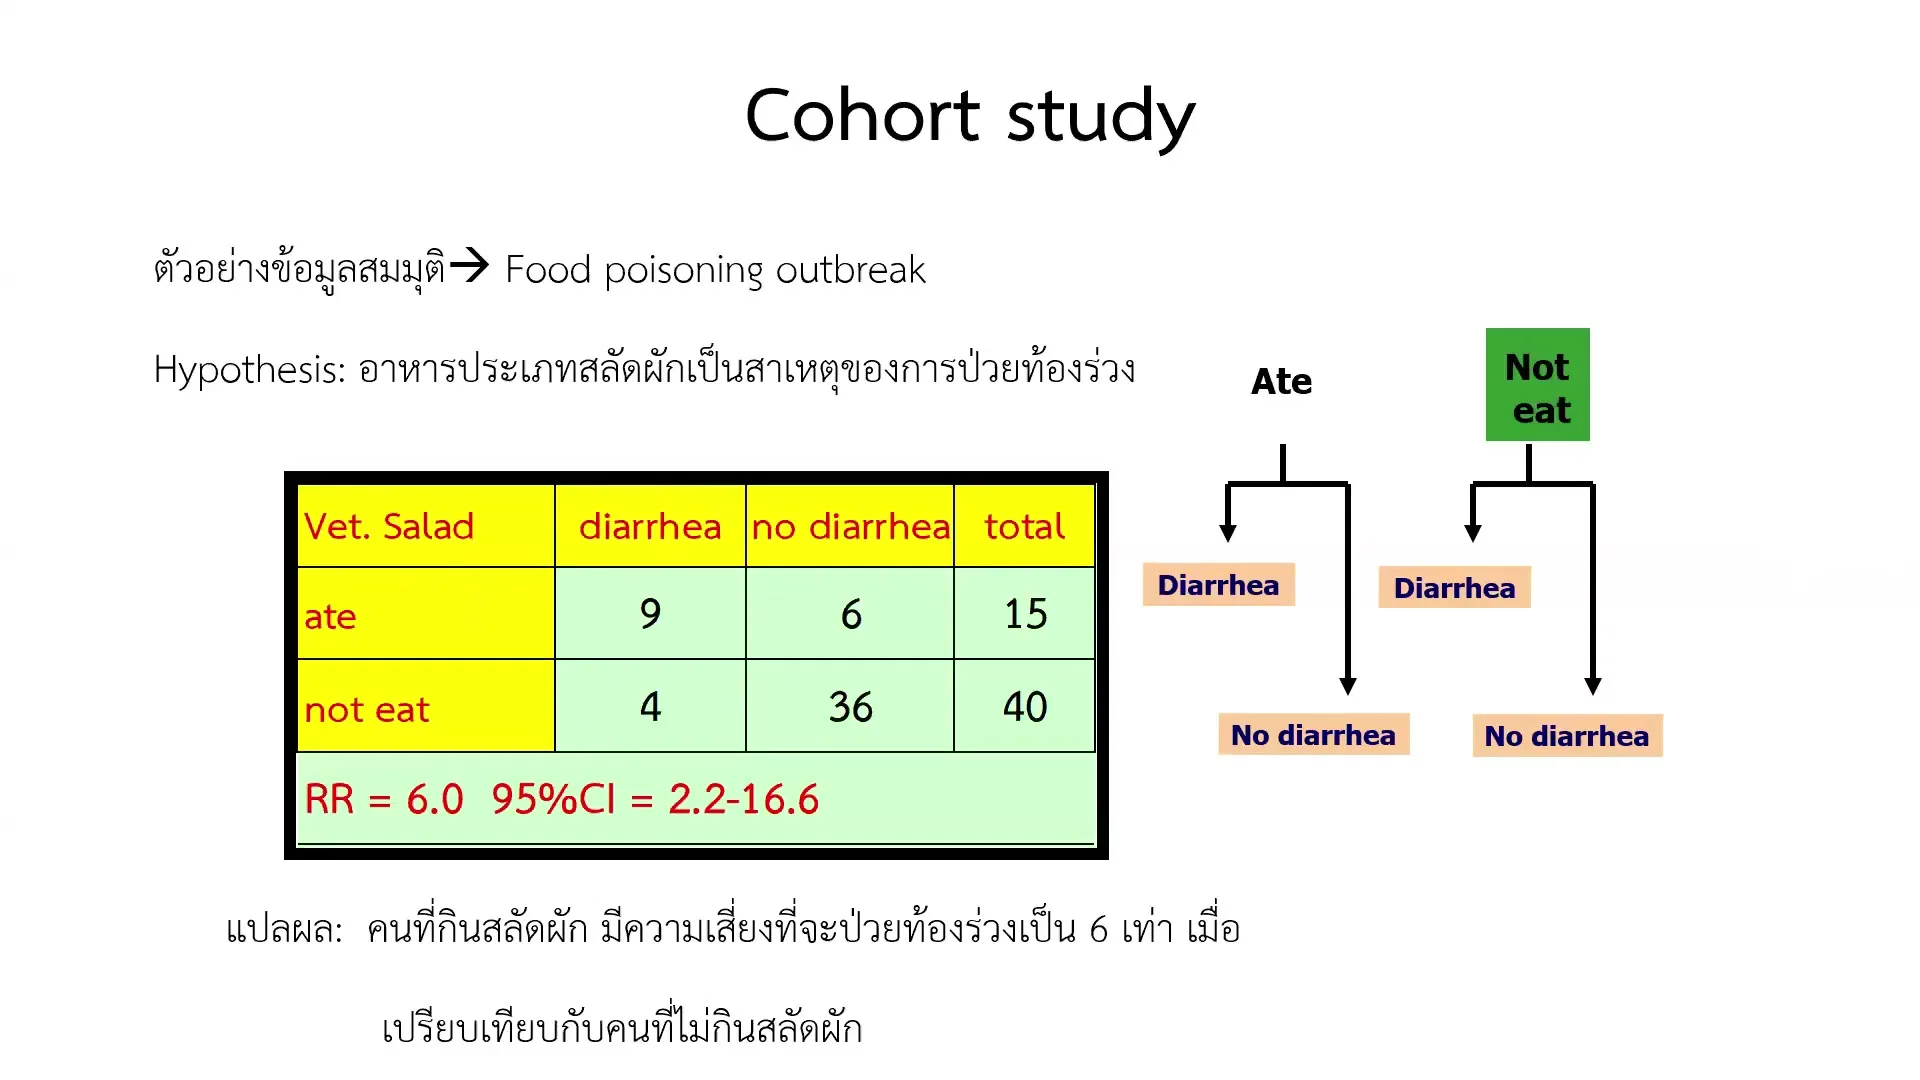 Cohort study
ตัวอย่างข้อมูลสมมุติ→ Food poisoning outbreak
Hypothesis: อาหารประเภทสลัดผักเป็นสาเหตุของการป่วยท้องร่วง
Ate
Not
eat
Vet. Salad diarrhea no diarrhea total
ate 9 6 15
not eat 4 36 40
RR = 6.0 95%CI = 2.2-16.6
Diarrhea
Diarrhea
No diarrhea
No diarrhea
แปลผล: คนที่กินสลัดผัก มีความเสี่ยงที่จะป่วยท้องร่วงเป็น 6 เท่า เมื่อ
เปรียบเทียบกับคนที่ไม่กินสลัดผัก